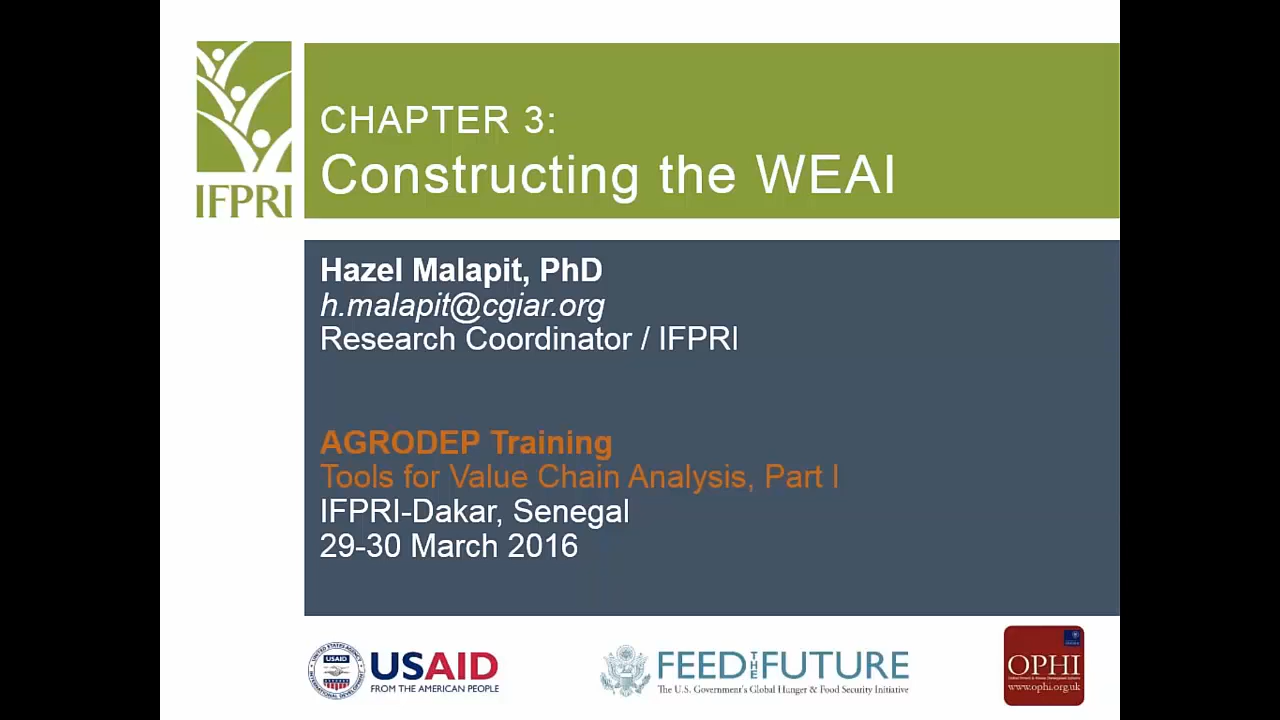 IFPRI
CHAPTER 3:
Constructing the WEAI
Hazel Malapit, PhD
h.malapit@cgiar.org
Research Coordinator / IFPRI
AGRODEP Training
Tools for Value Chain Analysis, Part I
IFPRI-Dakar, Senegal
29-30 March 2016
USAID
USAID
FROM THE AMERICAN PEOPLE
FEED THE FUTURE
The U.S. Government's Global Hunger & Food Security Initiative
OPHI
www.ophi.org.uk